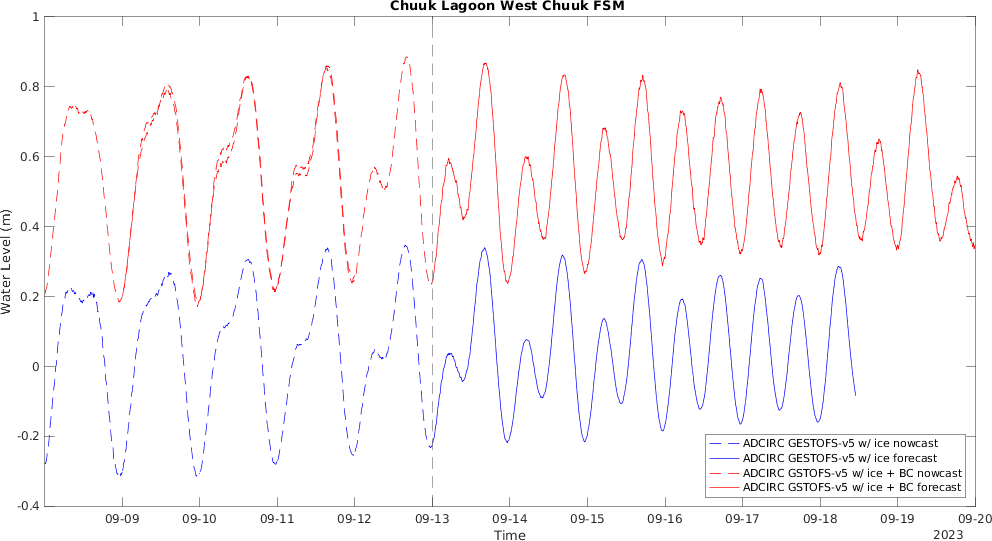 Chuuk Lagoon West Chuuk FSM
1
0.8
0.6
0.4
0.2
0
-0.2
-0.4
Water Level (m)
ADCIRC GESTOFS-v5 w/ ice nowcast
ADCIRC GESTOFS-v5 w/ ice forecast
ADCIRC GSTOFS-v5 w/ ice + BC nowcast
ADCIRC GSTOFS-v5 w/ ice + BC forecast
09-09 09-10 09-11 09-12 09-13 09-14 09-15 09-16 09-17 09-18 09-19 09-20
Time
2023